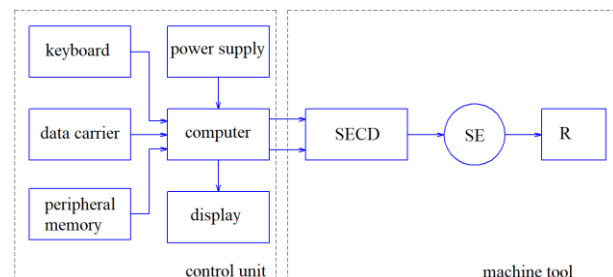 keyboard
power supply
data carrier
computer
SECD
SE
R
peripheral
memory
display
control unit
machine tool